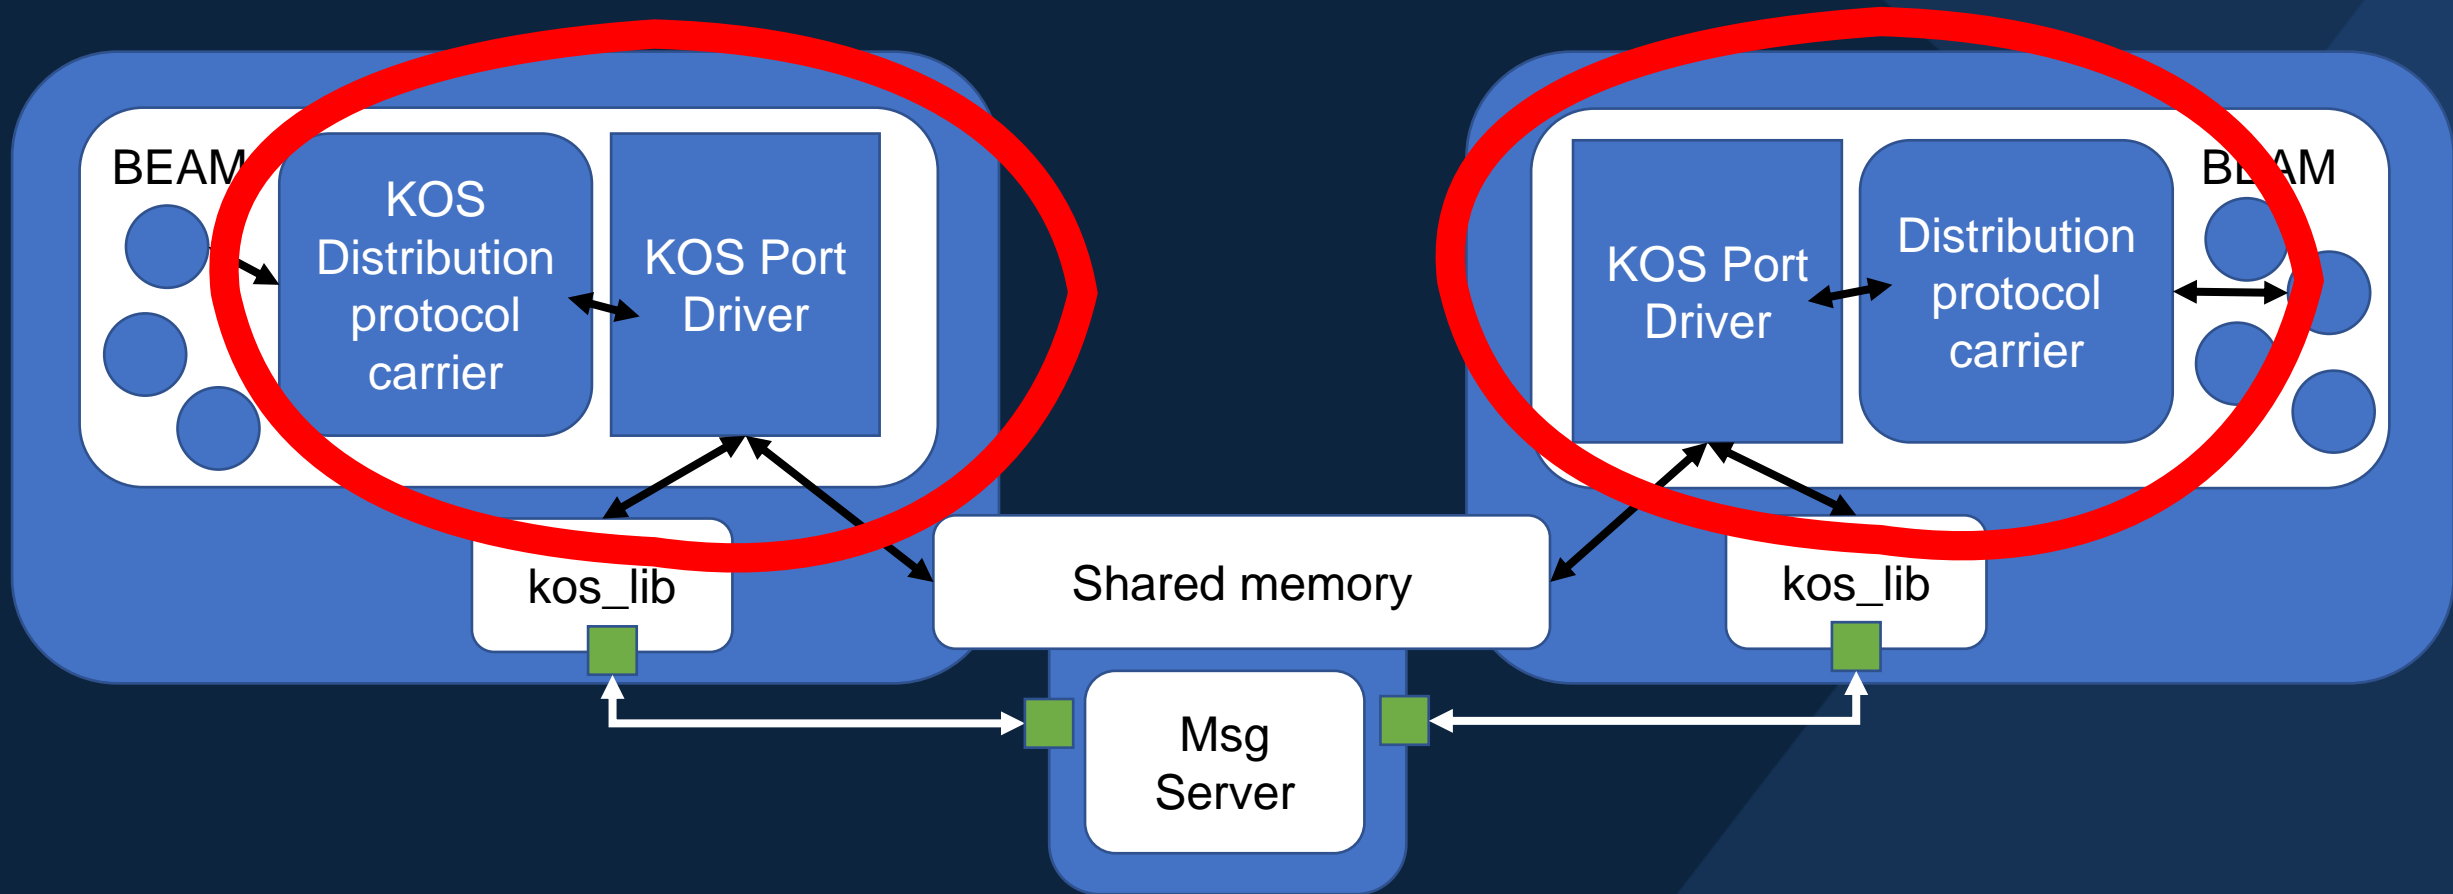 BEAM
KOS
Distribution
protocol
carrier
KOS Port
Driver
KOS Port
Driver
Distribution
protocol
carrier
BEAM
kos_lib
Shared memory
kos_lib
Msg
Server